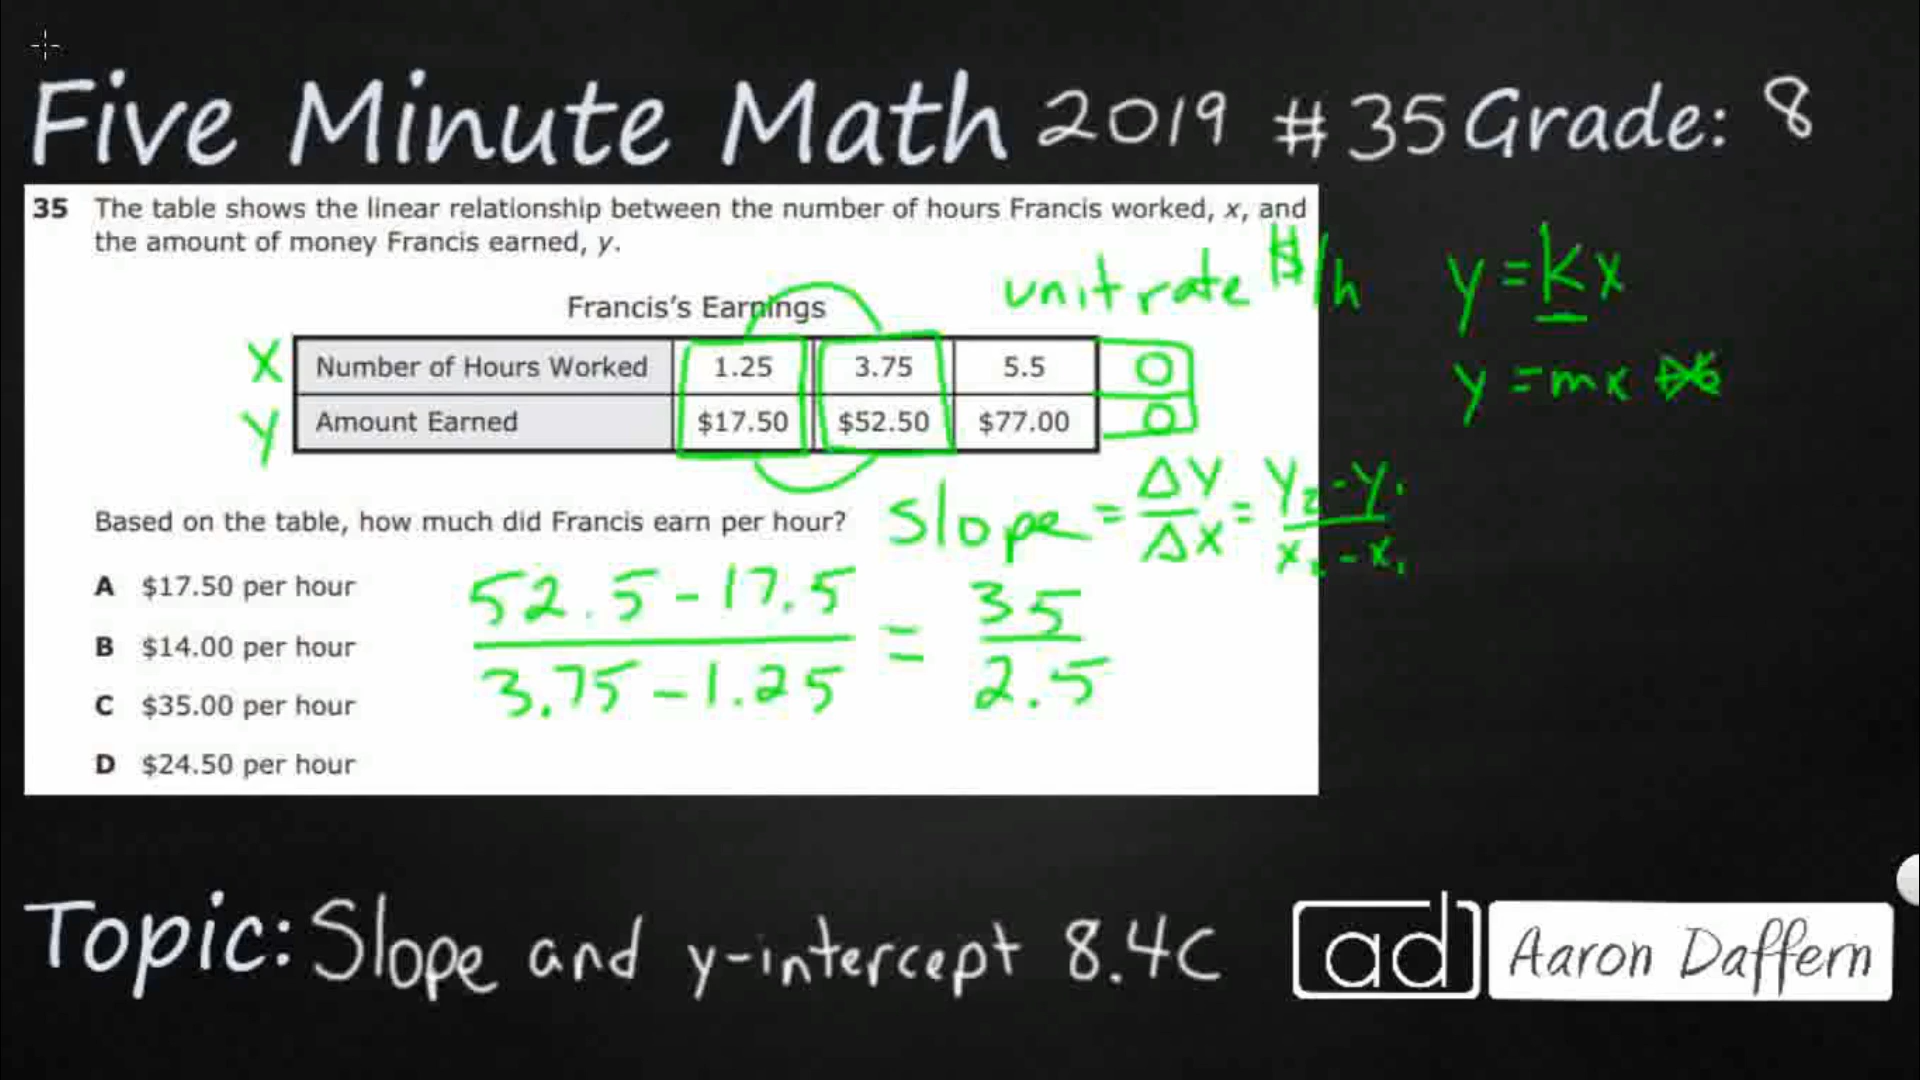 Five Minute Math 2019 #35 Grade: 8
35 The table shows the linear relationship between the number of hours Francis worked, x, and
the amount of money Francis earned, y.
unit rate $/h
y = kx
Francis's Earnings
X Number of Hours Worked 1.25 3.75 5.5 0
y = mx
Y Amount Earned $17.50 $52.50 $77.00 0
Based on the table, how much did Francis earn per hour?
slope = ΔY/ΔX = Y₂-Y₁/X₂-X₁
A $17.50 per hour
B $14.00 per hour
C $35.00 per hour
D $24.50 per hour
52.5 - 17.5 / 3.75 - 1.25 = 35/2.5
Topic: Slope and y-intercept 8.4C
ad Aaron Daffern